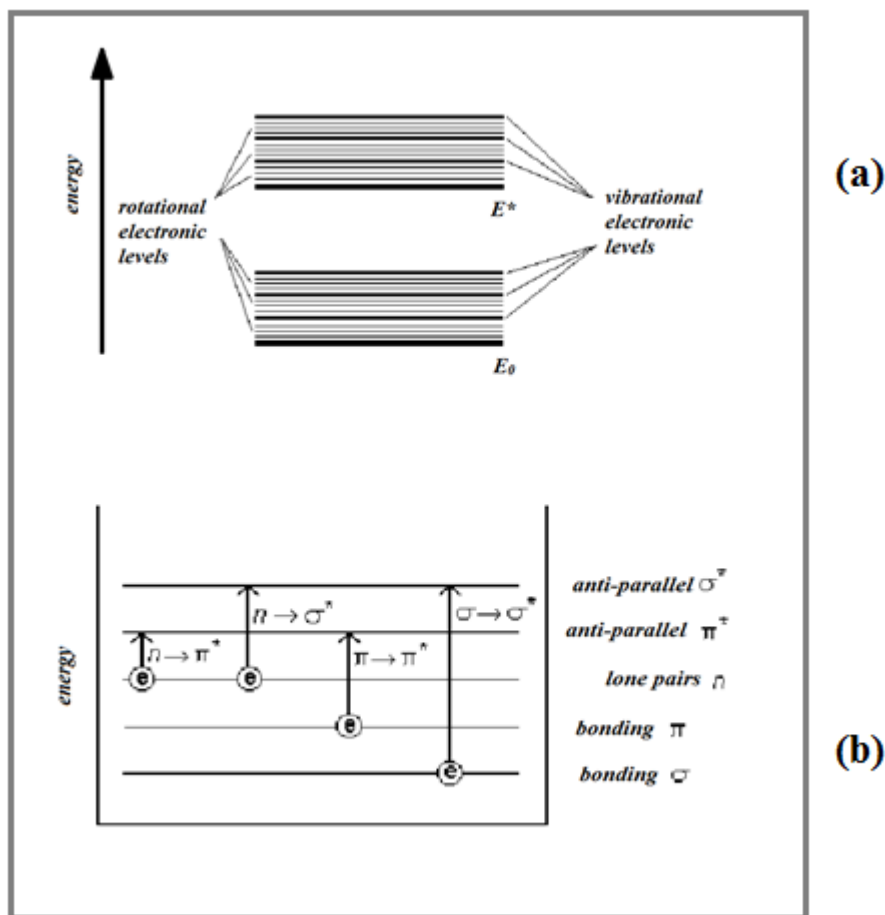 (a)
energy
rotational
electronic
levels
E*
vibrational
electronic
levels
E₀
(b)
energy
n → σ*
σ → σ*
n → π*
π → π*
e
e
e
e
anti-parallel σ*
anti-parallel π*
lone pairs n
bonding π
bonding σ